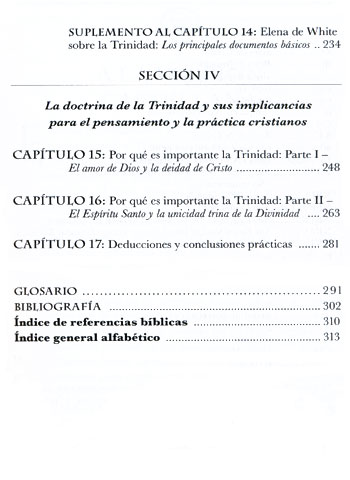 SUPLEMENTO AL CAPÍTULO 14: Elena de White
sobre la Trinidad: Los principales documentos básicos .. 234
SECCIÓN IV
La doctrina de la Trinidad y sus implicancias
para el pensamiento y la práctica cristianos
CAPÍTULO 15: Por qué es importante la Trinidad: Parte I –
El amor de Dios y la deidad de Cristo .................... 248
CAPÍTULO 16: Por qué es importante la Trinidad: Parte II –
El Espíritu Santo y la unicidad trina de la Divinidad .... 263
CAPÍTULO 17: Deducciones y conclusiones prácticas ....... 281
GLOSARIO ........................................................ 291
BIBLIOGRAFÍA .................................................. 302
Índice de referencias bíblicas ................................ 310
Índice general alfabético ...................................... 313